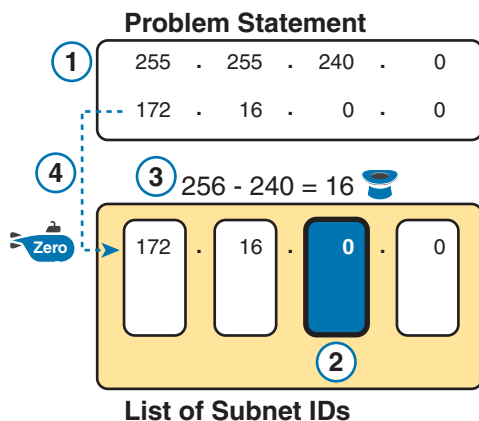 Problem Statement
1 255 . 255 . 240 . 0
172 . 16 . 0 . 0
4
3 256 - 240 = 16
Zero 172 . 16 . 0 . 0
2
List of Subnet IDs